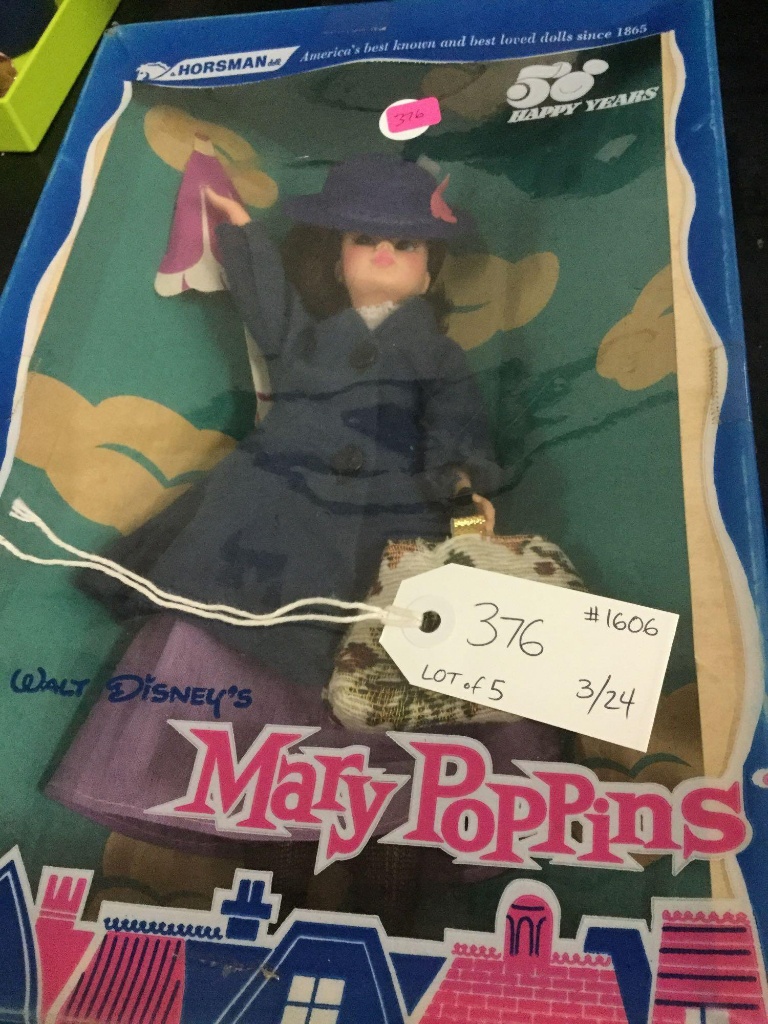 HORSMAN doll
America's best known and best loved dolls since 1865
50
HAPPY YEARS
376
376
#1606
LOT of 5
3/24
WALT DISNEY'S
Mary Poppins